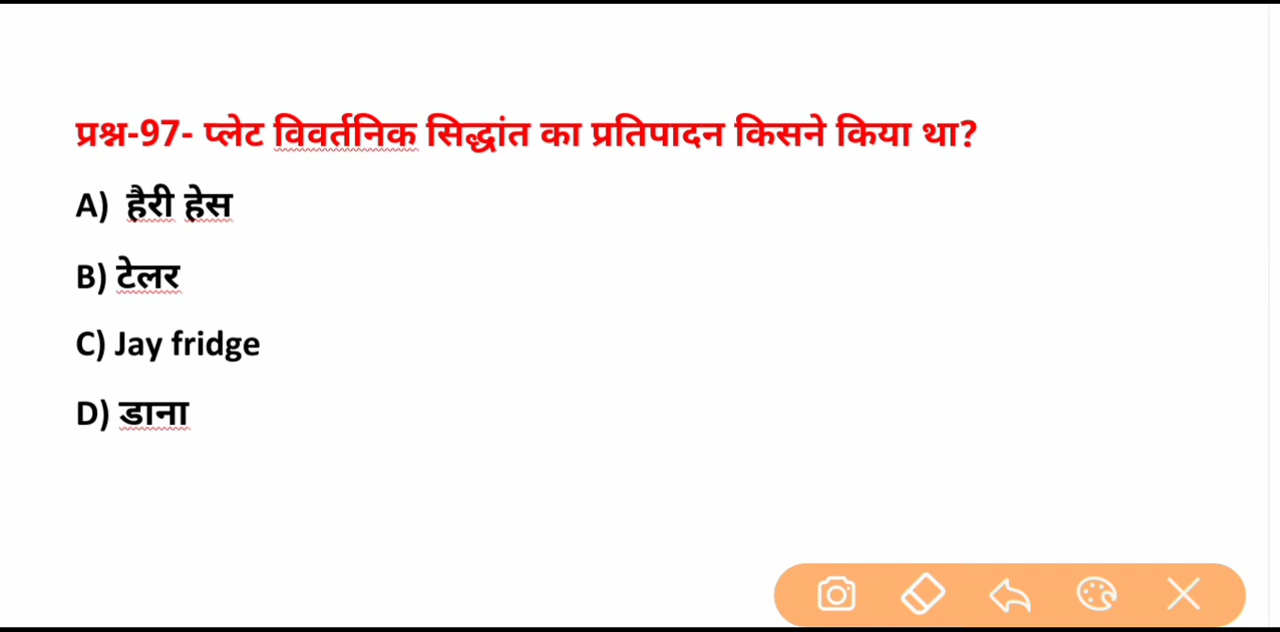 प्रश्न-97- प्लेट विवर्तनिक सिद्धांत का प्रतिपादन किसने किया था?
A) हैरी हेस
B) टेलर
C) Jay fridge
D) डाना